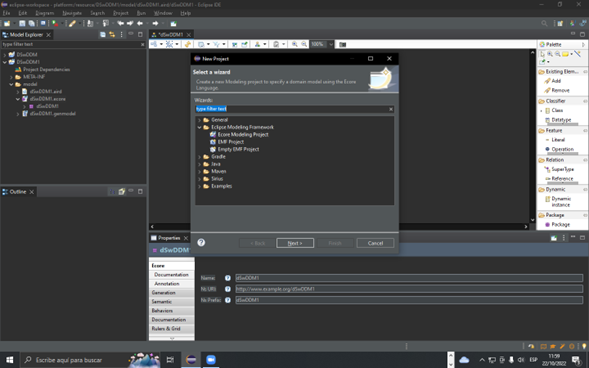 eclipse-workspace - platform:/resource/DSwDDM1/model/dSwDDM1.aird/dSwDDM1 - Eclipse IDE
File Edit Diagram Navigate Search Project Run Window Help
100%
Model Explorer
type filter text
DSwDDM
DSwDDM1
Project Dependencies
META-INF
model
dSwDDM1.aird
dSwDDM1.ecore
dSwDDM1
dSwDDM1.genmodel
Outline
*dSwDDM1
New Project
Select a wizard
Create a new Modeling project to specify a domain model using the Ecore
Language.
Wizards:
type filter text
General
Eclipse Modeling Framework
Ecore Modeling Project
EMF Project
Empty EMF Project
Gradle
Java
Maven
Sirius
Examples
< Back
Next >
Finish
Cancel
Palette
Existing Elem...
Add
Remove
Classifier
Class
Datatype
Feature
Literal
Operation
Relation
SuperType
Reference
Dynamic
Dynamic
instance
Package
Package
Properties
dSwDDM
Ecore
Documentation
Annotation
Generation
Semantic
Behaviors
Documentation
Rulers & Grid
Name
dSwDDM1
Ns URI
http://www.example.org/dSwDDM1
Ns Prefix
dSwDDM1
Escribe aquí para buscar
ESP
11:59
22/10/2022